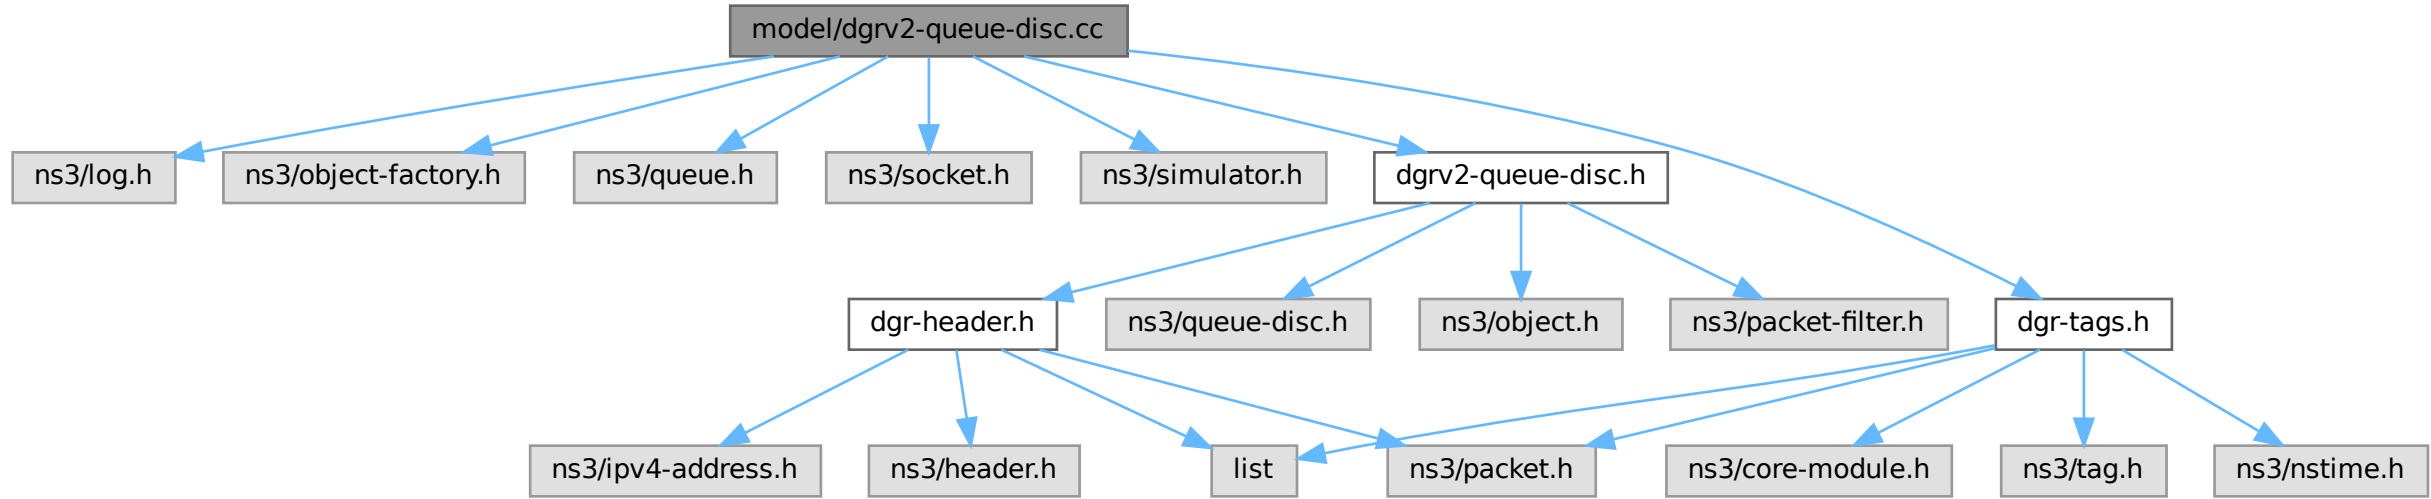 model/dgrv2-queue-disc.cc
ns3/log.h
ns3/object-factory.h
ns3/queue.h
ns3/socket.h
ns3/simulator.h
dgrv2-queue-disc.h
dgr-header.h
ns3/queue-disc.h
ns3/object.h
ns3/packet-filter.h
dgr-tags.h
ns3/ipv4-address.h
ns3/header.h
list
ns3/packet.h
ns3/core-module.h
ns3/tag.h
ns3/nstime.h